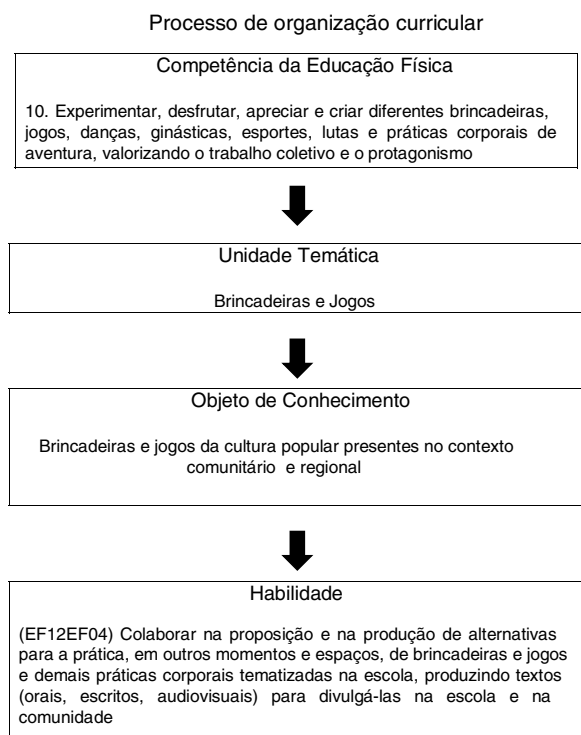 Processo de organização curricular
Competência da Educação Física
10. Experimentar, desfrutar, apreciar e criar diferentes brincadeiras,
jogos, danças, ginásticas, esportes, lutas e práticas corporais de
aventura, valorizando o trabalho coletivo e o protagonismo
Unidade Temática
Brincadeiras e Jogos
Objeto de Conhecimento
Brincadeiras e jogos da cultura popular presentes no contexto
comunitário e regional
Habilidade
(EF12EF04) Colaborar na proposição e na produção de alternativas
para a prática, em outros momentos e espaços, de brincadeiras e jogos
e demais práticas corporais tematizadas na escola, produzindo textos
(orais, escritos, audiovisuais) para divulgá-las na escola e na
comunidade